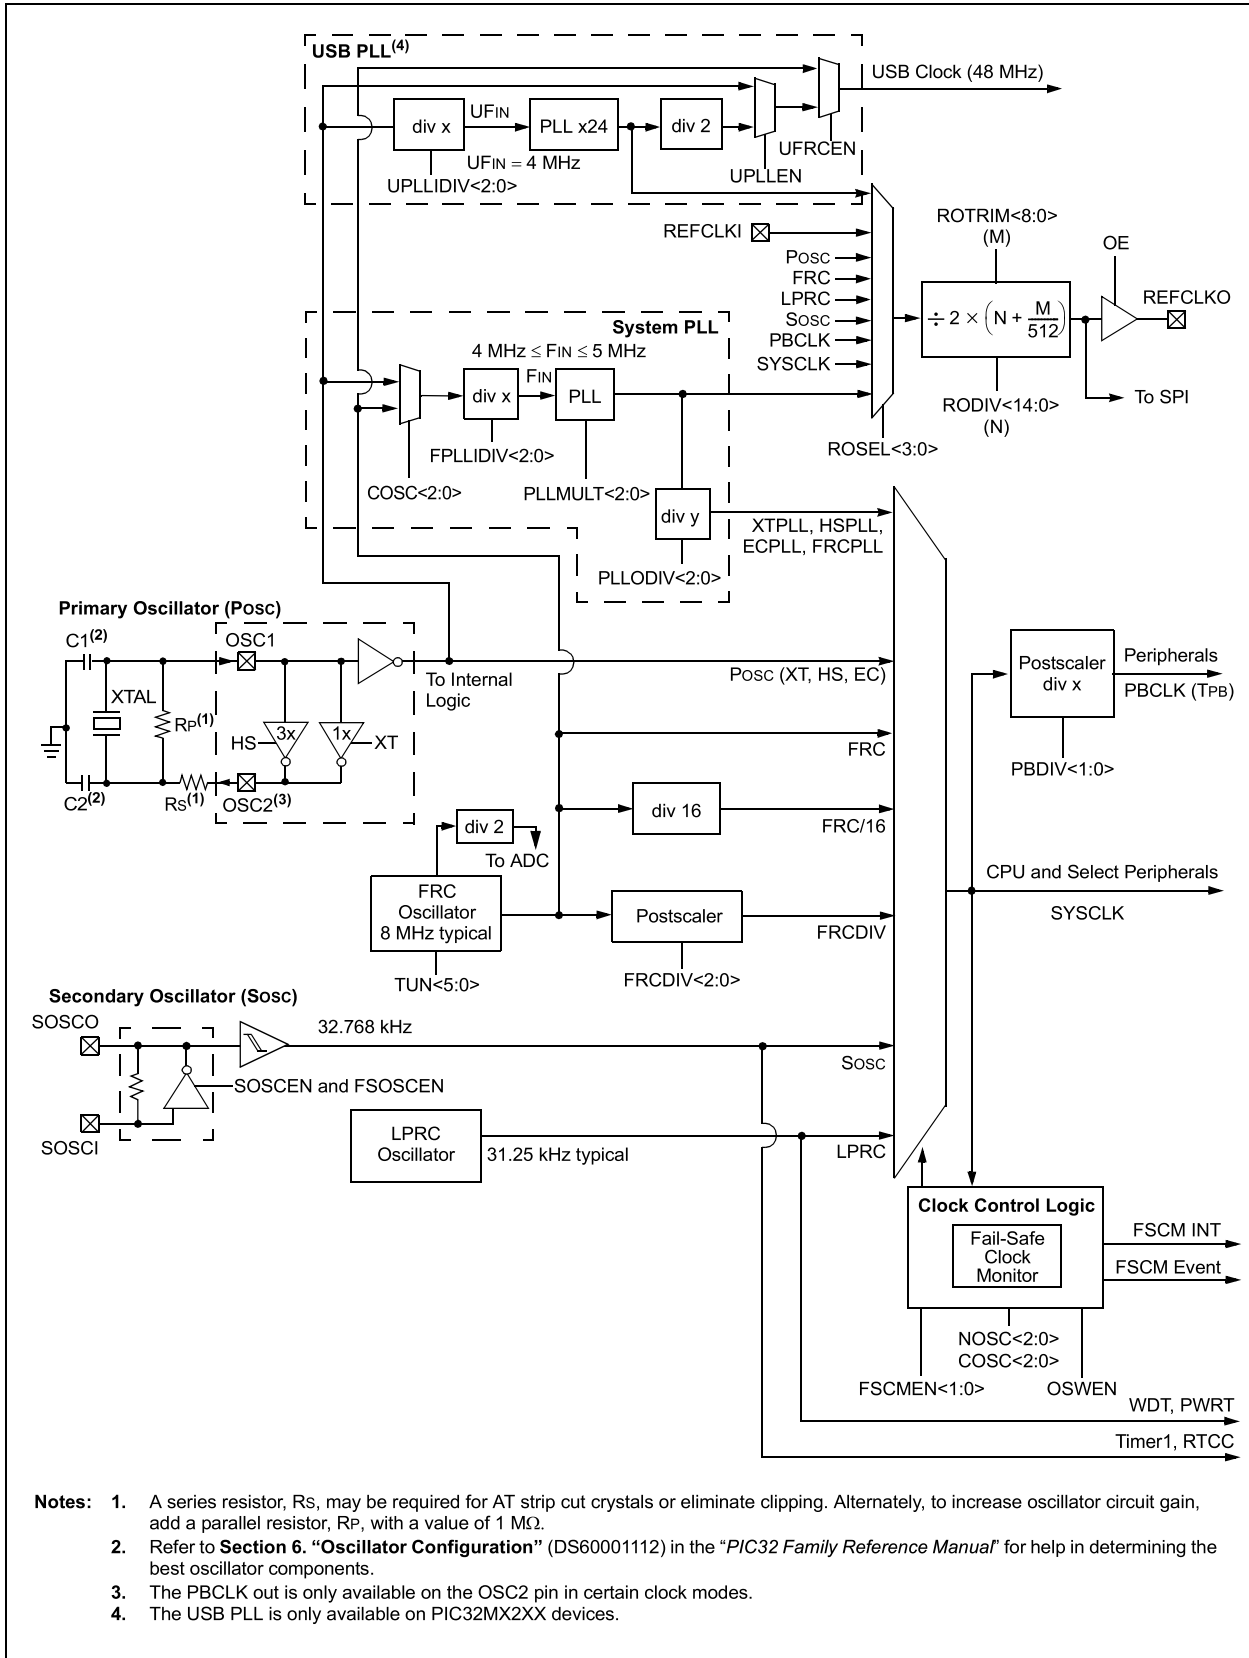 USB PLL(4)
USB Clock (48 MHz)
div x
UFIN
PLL x24
div 2
UFIN = 4 MHz
UFRCEN
UPLLEN
UPLLIDIV<2:0>
REFCLKI
POSC
FRC
LPRC
SOSC
PBCLK
SYSCLK
ROTRIM<8:0>
(M)
OE
REFCLKO
÷ 2 × (N + M/512)
To SPI
RODIV<14:0>
(N)
ROSEL<3:0>
System PLL
4 MHz ≤ FIN ≤ 5 MHz
FIN
div x
PLL
FPLLIDIV<2:0>
COSC<2:0>
PLLMULT<2:0>
div y
XTPLL, HSPLL,
ECPLL, FRCPLL
PLLODIV<2:0>
Primary Oscillator (POSC)
C1(2)
OSC1
XTAL
RP(1)
HS
3x
1x
XT
To Internal
Logic
C2(2)
RS(1)
OSC2(3)
POSC (XT, HS, EC)
FRC
div 16
FRC/16
div 2
To ADC
FRC
Oscillator
8 MHz typical
TUN<5:0>
Postscaler
FRCDIV
FRCDIV<2:0>
Postscaler
div x
Peripherals
PBCLK (TPB)
PBDIV<1:0>
CPU and Select Peripherals
SYSCLK
Secondary Oscillator (SOSC)
SOSCO
32.768 kHz
SOSCEN and FSOSCEN
SOSCI
SOSC
LPRC
Oscillator
31.25 kHz typical
LPRC
Clock Control Logic
Fail-Safe
Clock
Monitor
FSCM INT
FSCM Event
NOSC<2:0>
COSC<2:0>
FSCMEN<1:0>
OSWEN
WDT, PWRT
Timer1, RTCC
Notes: 1. A series resistor, RS, may be required for AT strip cut crystals or eliminate clipping. Alternately, to increase oscillator circuit gain,
add a parallel resistor, RP, with a value of 1 MΩ.
2. Refer to Section 6. “Oscillator Configuration” (DS60001112) in the “PIC32 Family Reference Manual” for help in determining the
best oscillator components.
3. The PBCLK out is only available on the OSC2 pin in certain clock modes.
4. The USB PLL is only available on PIC32MX2XX devices.